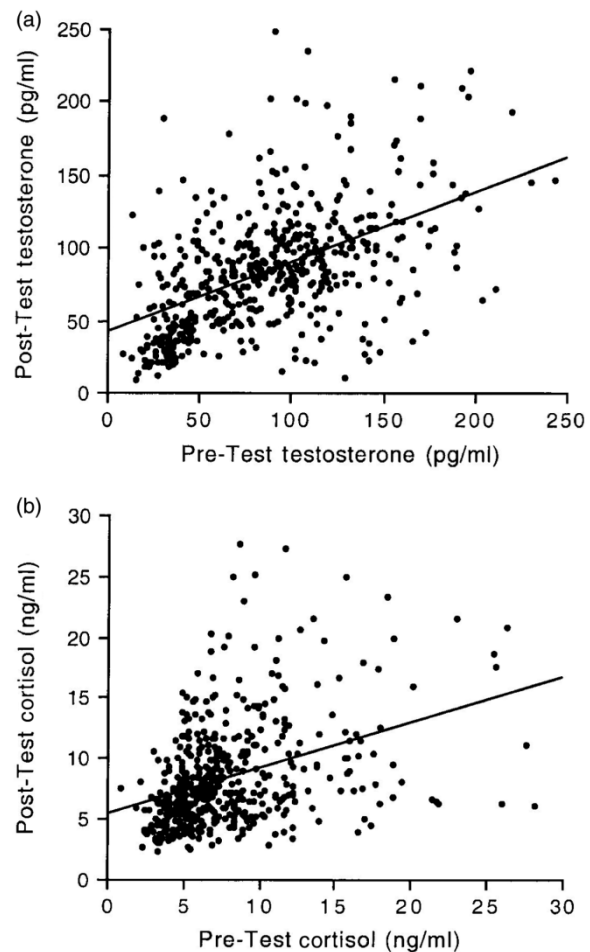 (a)
250
200
150
100
50
0
Post-Test testosterone (pg/ml)
0 50 100 150 200 250
Pre-Test testosterone (pg/ml)
(b)
30
25
20
15
10
5
0
Post-Test cortisol (ng/ml)
0 5 10 15 20 25 30
Pre-Test cortisol (ng/ml)